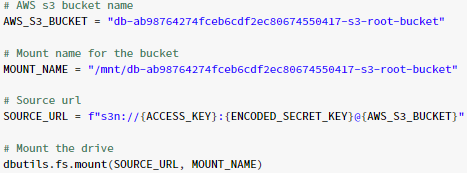 # AWS s3 bucket name
AWS_S3_BUCKET = "db-ab98764274fceb6cdf2ec80674550417-s3-root-bucket"
# Mount name for the bucket
MOUNT_NAME = "/mnt/db-ab98764274fceb6cdf2ec80674550417-s3-root-bucket"
# Source url
SOURCE_URL = f"s3n://{ACCESS_KEY}:{ENCODED_SECRET_KEY}@{AWS_S3_BUCKET}"
# Mount the drive
dbutils.fs.mount(SOURCE_URL, MOUNT_NAME)